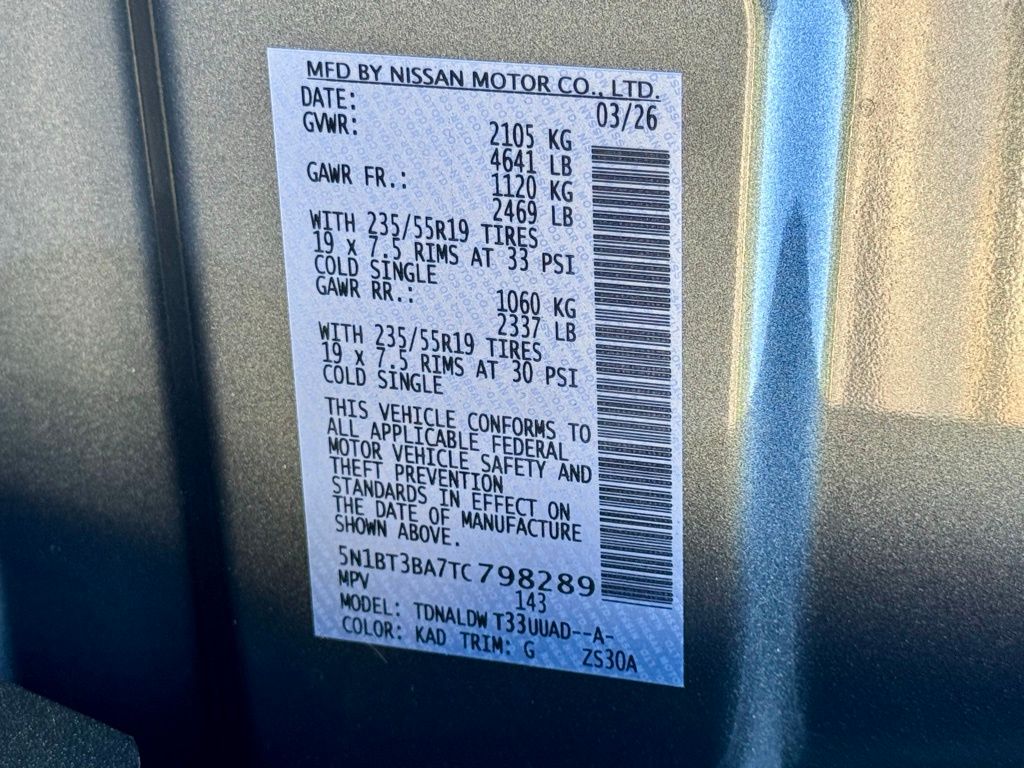 MFD BY NISSAN MOTOR CO., LTD.
DATE: 03/26
GVWR: 2105 KG
4641 LB
GAWR FR.: 1120 KG
2469 LB
WITH 235/55R19 TIRES
19 X 7.5 RIMS AT 33 PSI
COLD SINGLE
GAWR RR.: 1060 KG
2337 LB
WITH 235/55R19 TIRES
19 X 7.5 RIMS AT 30 PSI
COLD SINGLE
THIS VEHICLE CONFORMS TO
ALL APPLICABLE FEDERAL
MOTOR VEHICLE SAFETY AND
THEFT PREVENTION
STANDARDS IN EFFECT ON
THE DATE OF MANUFACTURE
SHOWN ABOVE.
5N1BT3BA7TC798289
MPV 143
MODEL: TDNALDW T33UUAD--A-
COLOR: KAD TRIM: G ZS30A